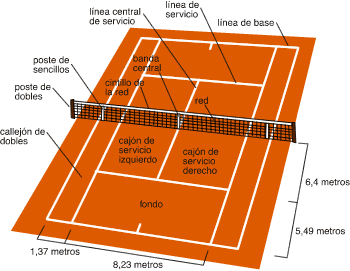 línea central
de servicio
línea de
servicio
línea de base
poste de
sencillos
banda
central
cintillo de
la red
red
poste de
dobles
callejón de
dobles
cajón de
servicio
izquierdo
cajón de
servicio
derecho
fondo
6,4 metros
5,49 metros
1,37 metros
8,23 metros